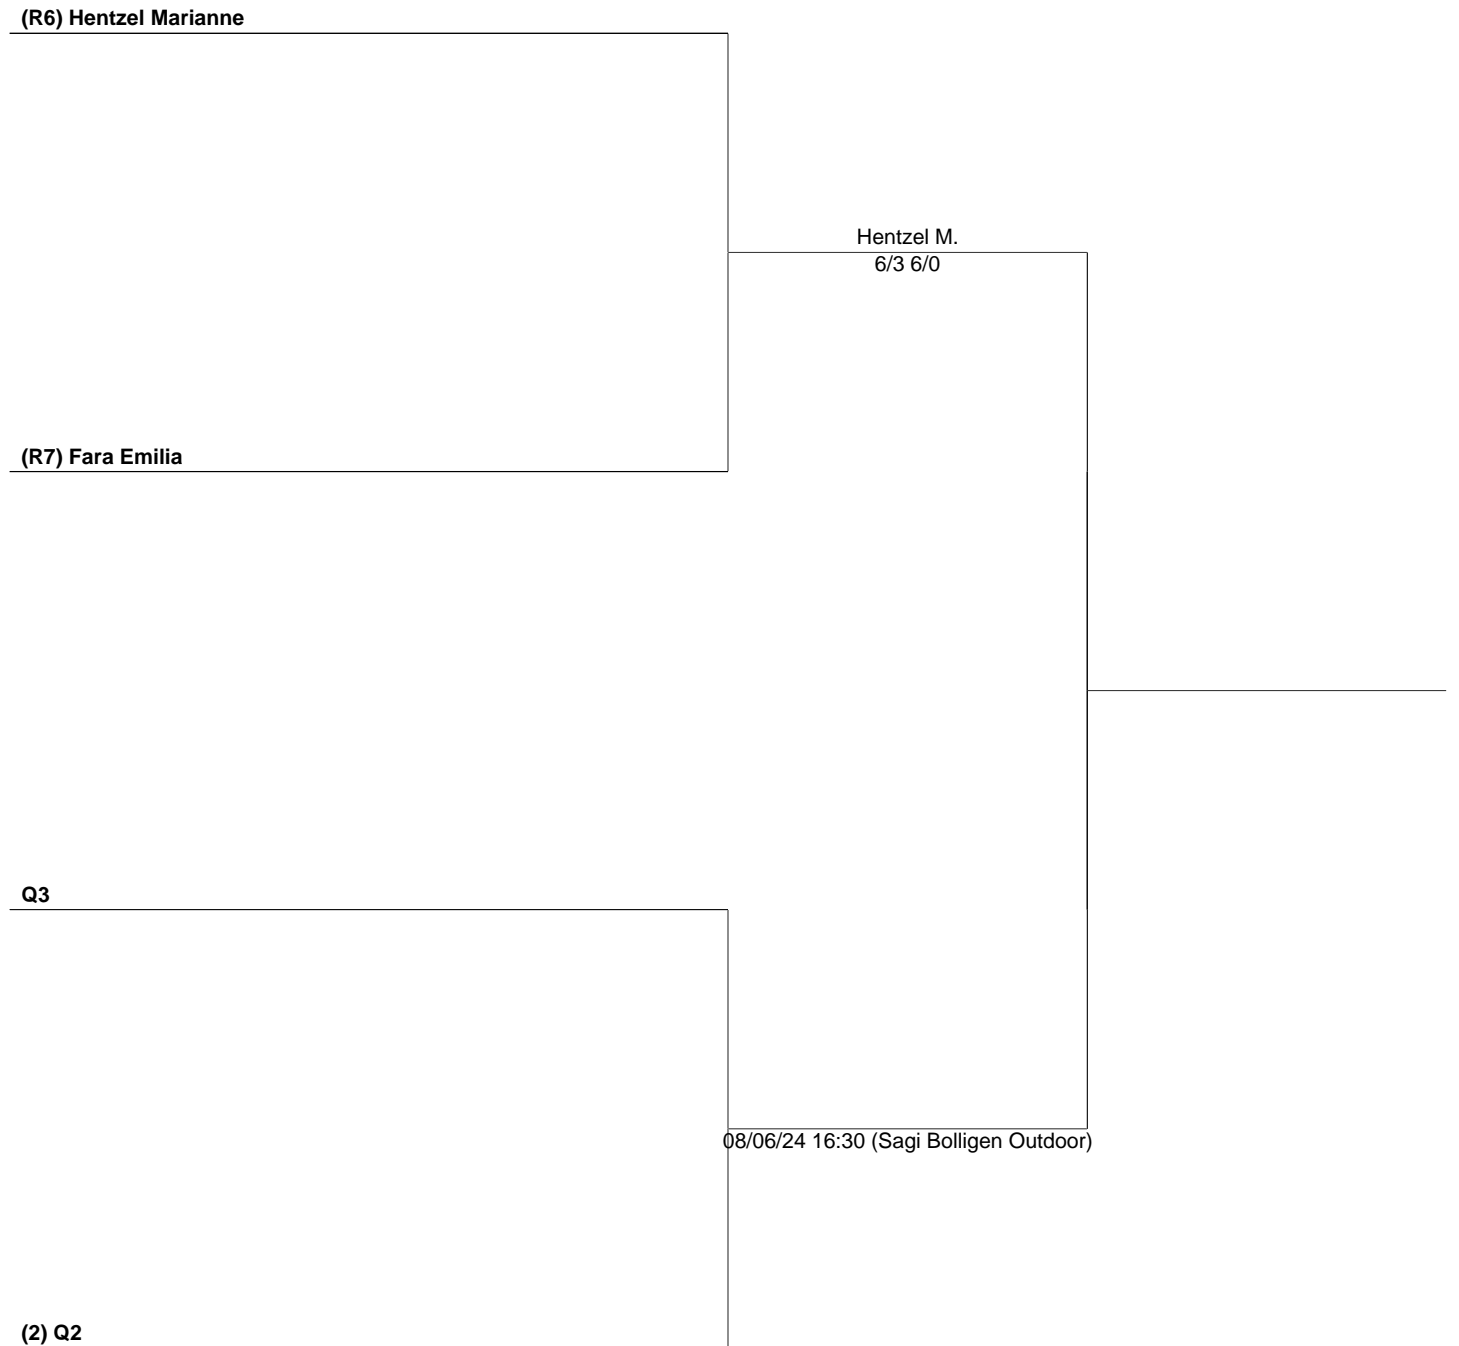 (R6) Hentzel Marianne
Hentzel M.
6/3 6/0
(R7) Fara Emilia
Q3
08/06/24 16:30 (Sagi Bolligen Outdoor)
(2) Q2